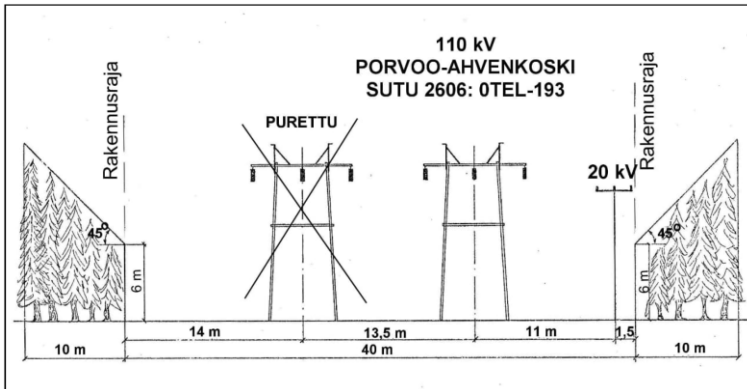 110 kV
PORVOO-AHVENKOSKI
SUTU 2606: 0TEL-193
Rakennusraja
PURETTU
Rakennusraja
20 kV
45°
45°
6 m
6 m
14 m
13,5 m
11 m
1,5
10 m
40 m
10 m